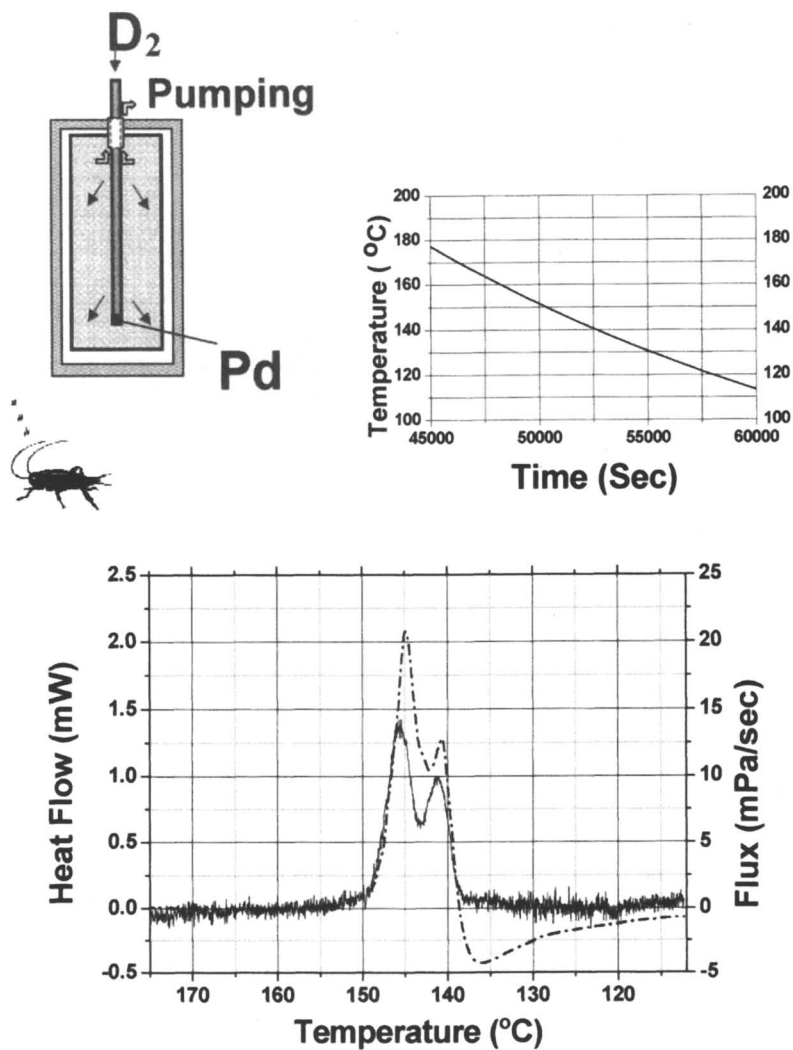 D₂
Pumping
Pd
200
180
160
140
120
100
200
180
160
140
120
100
Temperature ( °C)
45000 50000 55000 60000
Time (Sec)
2.5
2.0
1.5
1.0
0.5
0.0
-0.5
Heat Flow (mW)
25
20
15
10
5
0
-5
Flux (mPa/sec)
170 160 150 140 130 120
Temperature (°C)